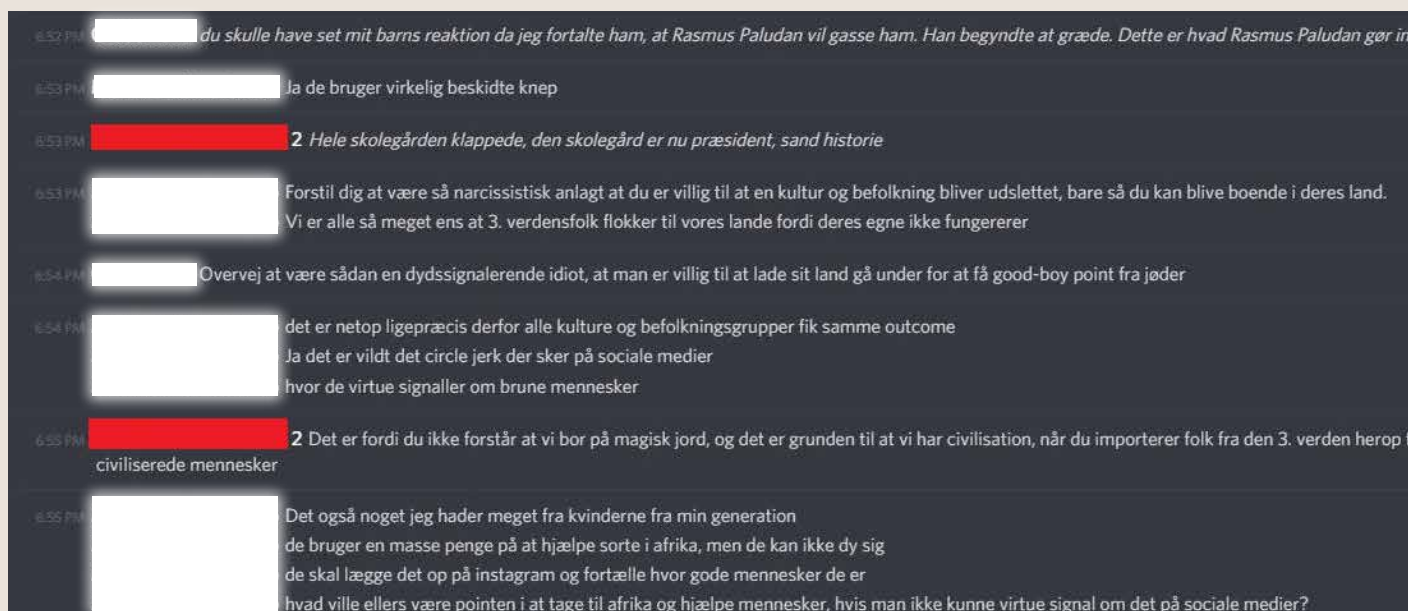 6:52 PM du skulle have set mit barns reaktion da jeg fortalte ham, at Rasmus Paludan vil gasse ham. Han begyndte at græde. Dette er hvad Rasmus Paludan gør
6:53 PM Ja de bruger virkelig beskidte knep
6:53 PM 2 Hele skolegården klappede, den skolegård er nu præsident, sand historie
6:53 PM Forstil dig at være så narcissistisk anlagt at du er villig til at en kultur og befolkning bliver udslettet, bare så du kan blive boende i deres land.
Vi er alle så meget ens at 3. verdensfolk flokker til vores lande fordi deres egne ikke fungererer
6:54 PM Overvej at være sådan en dydssignalerende idiot, at man er villig til at lade sit land gå under for at få good-boy point fra jøder
6:54 PM det er netop ligepræcis derfor alle kulture og befolkningsgrupper fik samme outcome
Ja det er vildt det circle jerk der sker på sociale medier
hvor de virtue signaller om brune mennesker
6:55 PM 2 Det er fordi du ikke forstår at vi bor på magisk jord, og det er grunden til at vi har civilisation, når du importerer folk fra den 3. verden herop
civiliserede mennesker
6:55 PM Det også noget jeg hader meget fra kvinderne fra min generation
de bruger en masse penge på at hjælpe sorte i afrika, men de kan ikke dy sig
de skal lægge det op på instagram og fortælle hvor gode mennesker de er
hvad ville ellers være pointen i at tage til afrika og hjælpe mennesker, hvis man ikke kunne virtue signal om det på sociale medier?